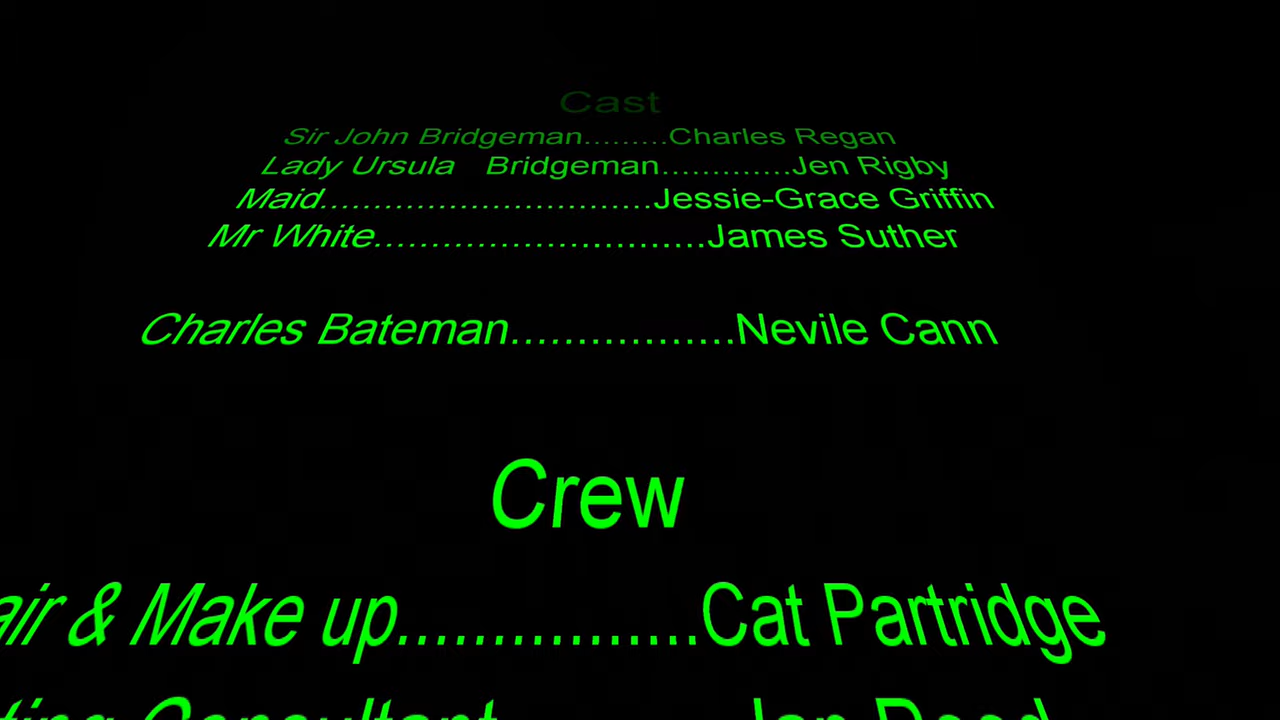 Cast
Sir John Bridgeman.........Charles Regan
Lady Ursula Bridgeman.............Jen Rigby
Maid................................Jessie-Grace Griffin
Mr White.............................James Suther
Charles Bateman.................Nevile Cann
Crew
& Make up................Cat Partridge
Consultant